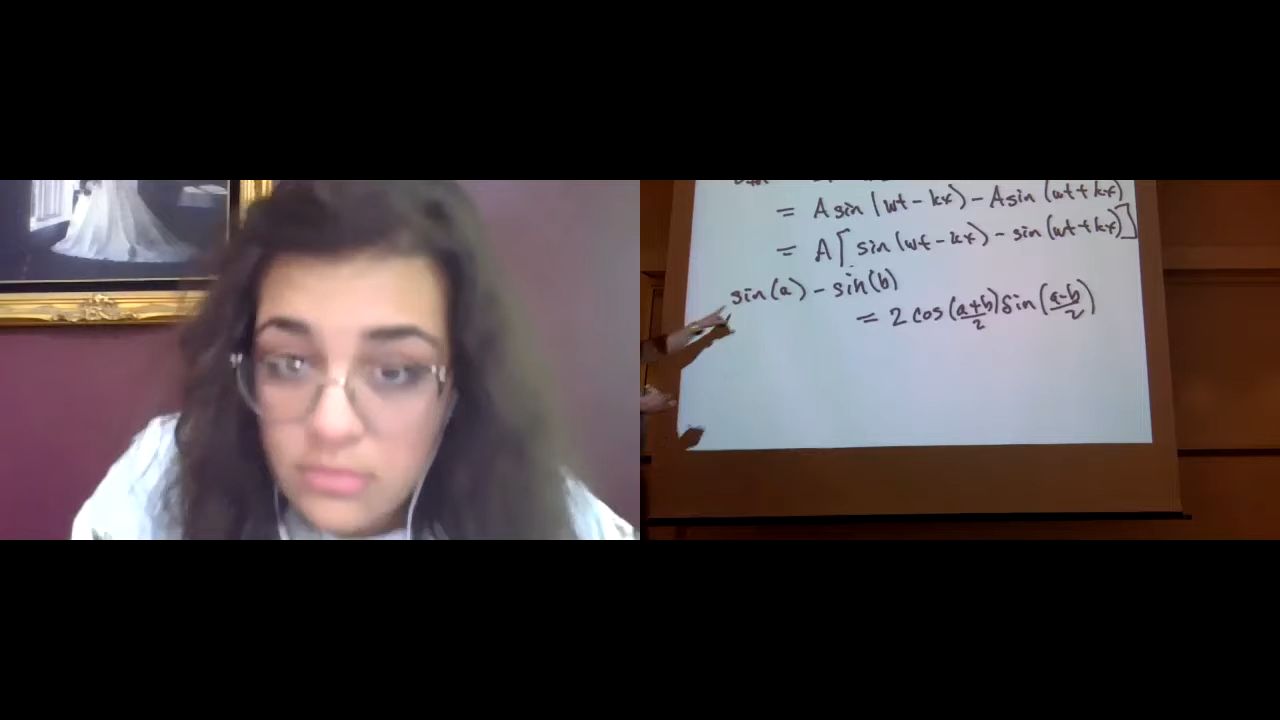 = A sin (wt - kx) - A sin (wt + kx)
= A[ sin (wt - kx) - sin (wt + kx)]
sin(a) - sin(b)
= 2 cos (a+b/2) sin (a-b/2)